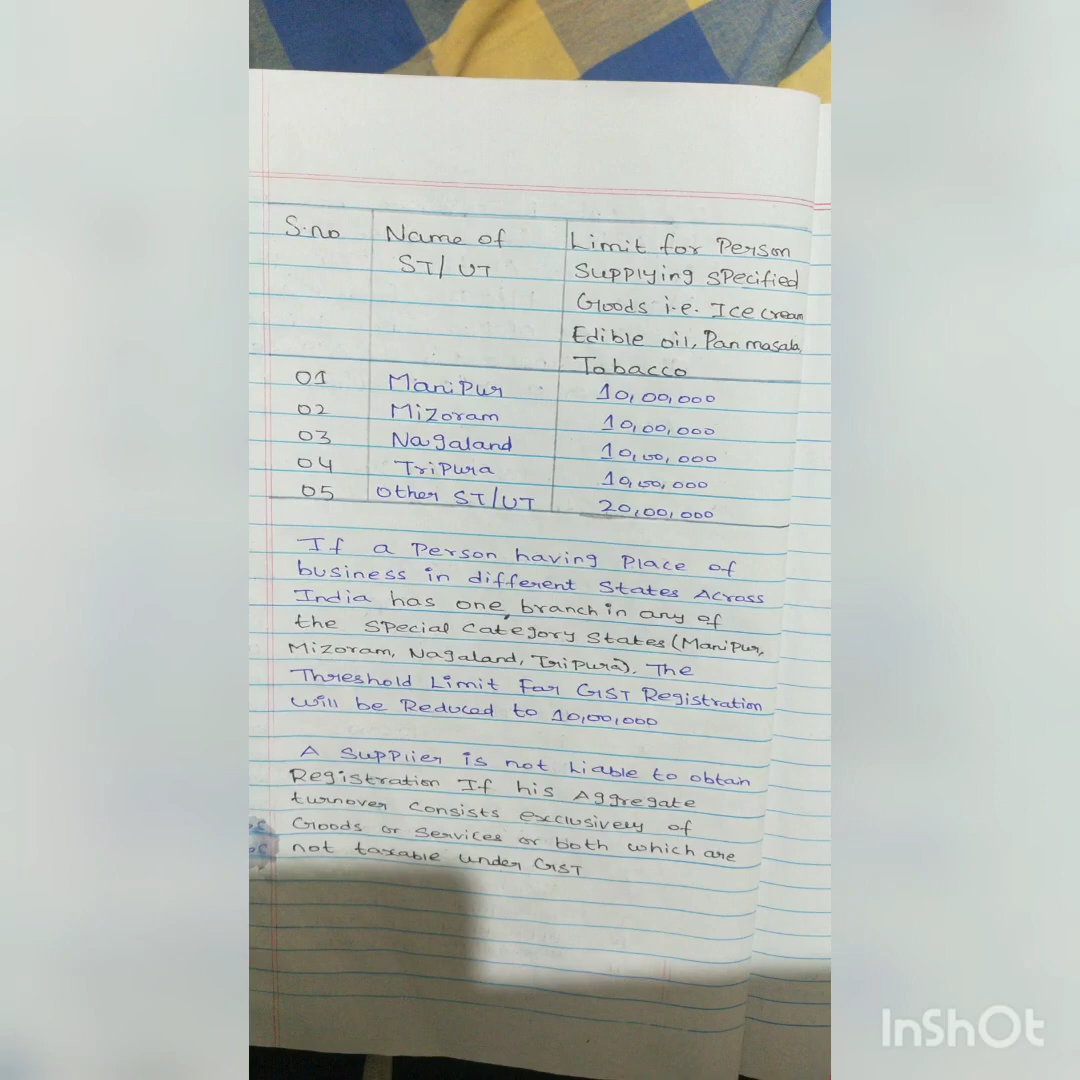 S.no Name of ST/UT Limit for Person Supplying Specified Goods i.e. Ice cream Edible oil, Pan masala, Tobacco
01 Manipur 10,00,000
02 Mizoram 10,00,000
03 Nagaland 10,00,000
04 Tripura 10,00,000
05 Other ST/UT 20,00,000
If a Person having Place of
business in different States Across
India has one branch in any of
the Special Category States (Manipur,
Mizoram, Nagaland, Tripura). The
Threshold Limit For GST Registration
will be Reduced to 10,00,000
A Supplier is not Liable to obtain
Registration If his Aggregate
turnover Consists exclusively of
Goods or Services or both which are
not taxable under GST
InShOt